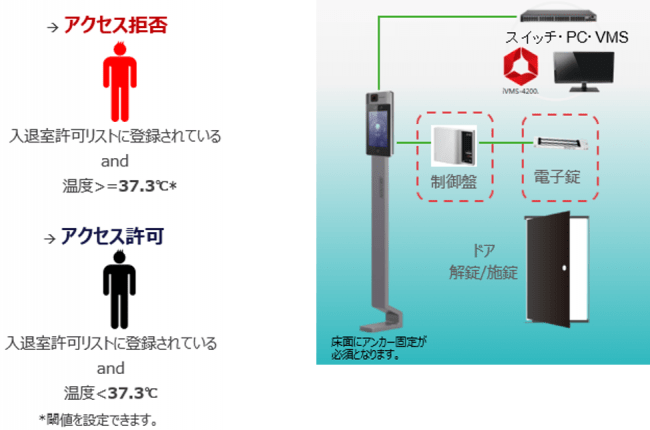 → アクセス拒否
入退室許可リストに登録されている
and
温度>=37.3℃*
→ アクセス許可
入退室許可リストに登録されている
and
温度<37.3℃
*閾値を設定できます。
スイッチ・PC・VMS
iVMS-4200.
制御盤
電子錠
ドア
解錠/施錠
床面にアンカー固定が
必須となります。